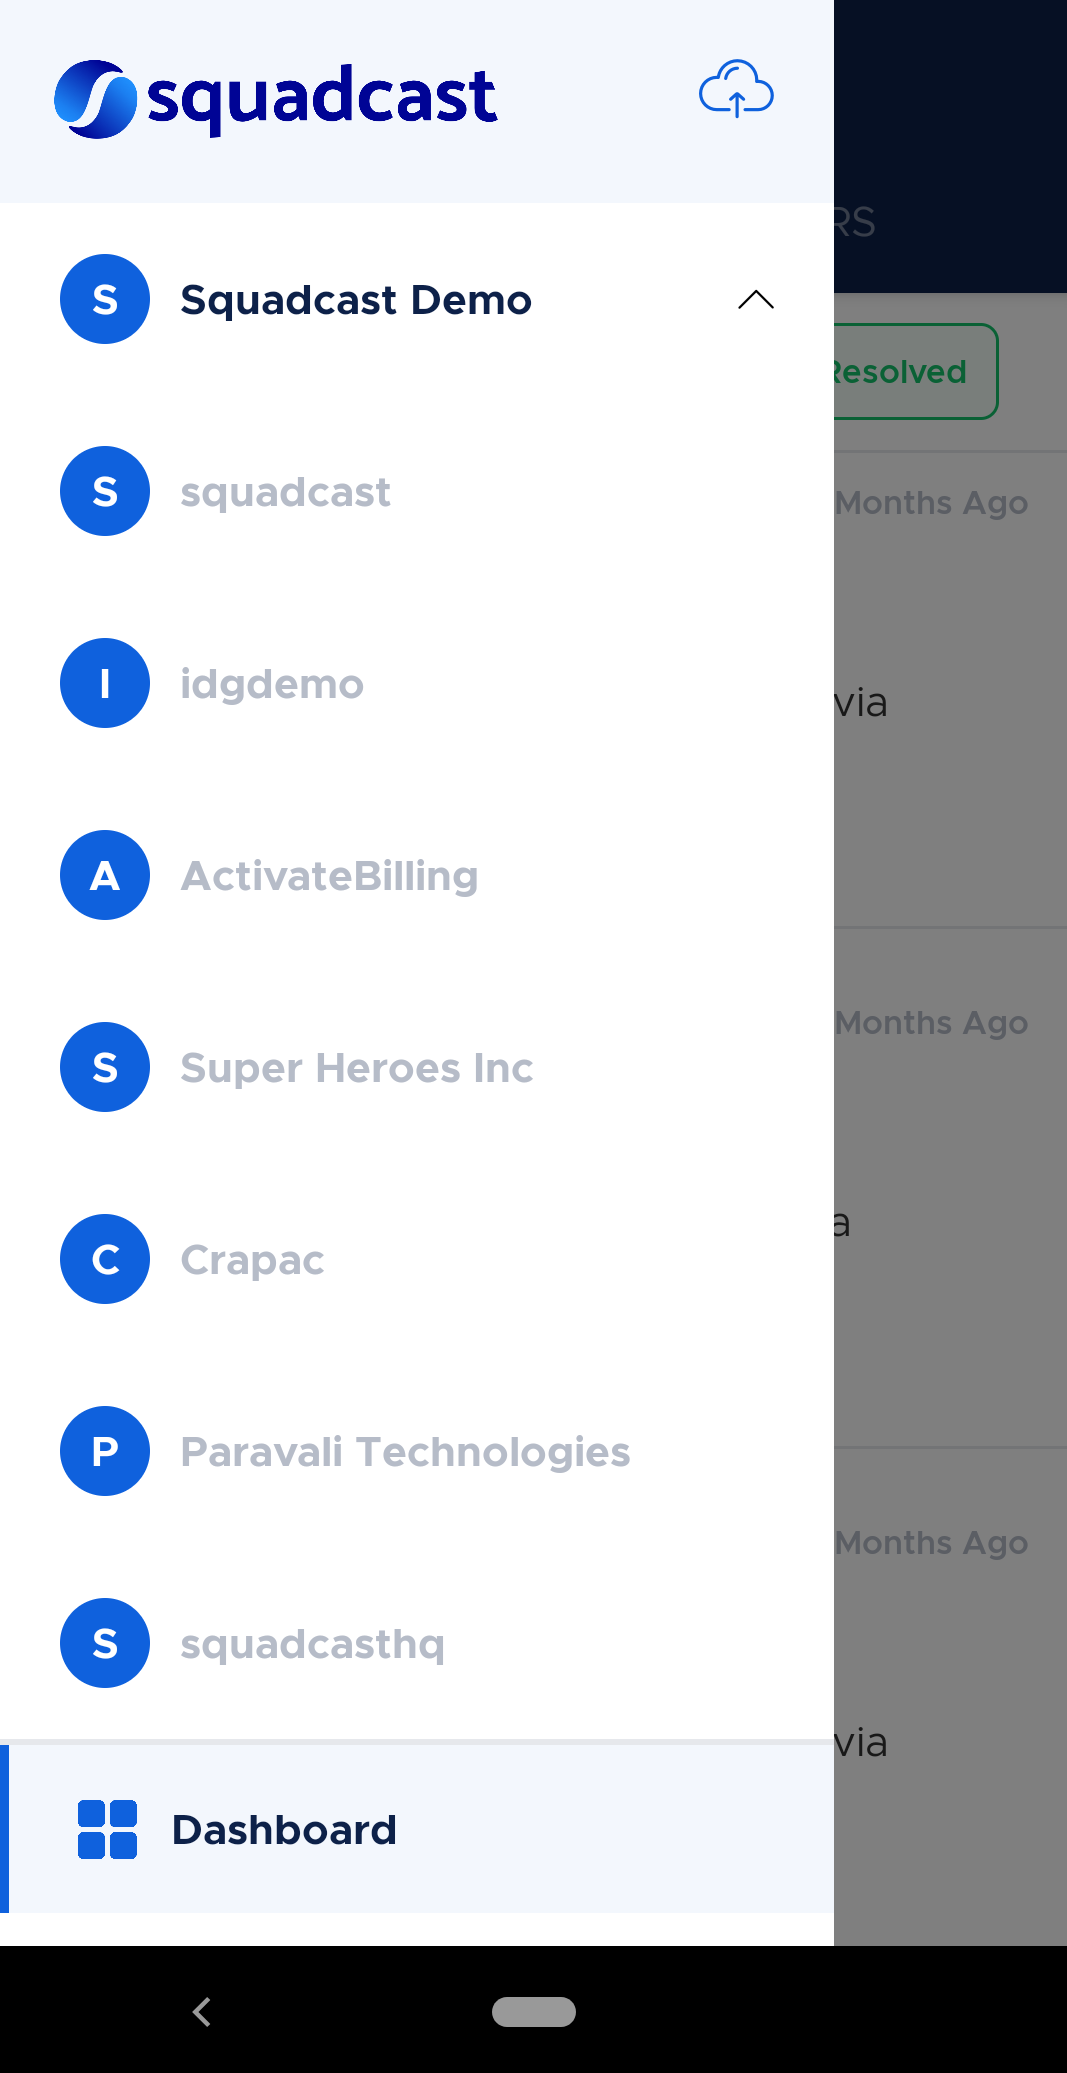 squadcast
RS
S Squadcast Demo
Resolved
S squadcast
Months Ago
I idgdemo
via
A ActivateBilling
S Super Heroes Inc
Months Ago
C Crapac
a
P Paravali Technologies
Months Ago
S squadcasthq
via
Dashboard